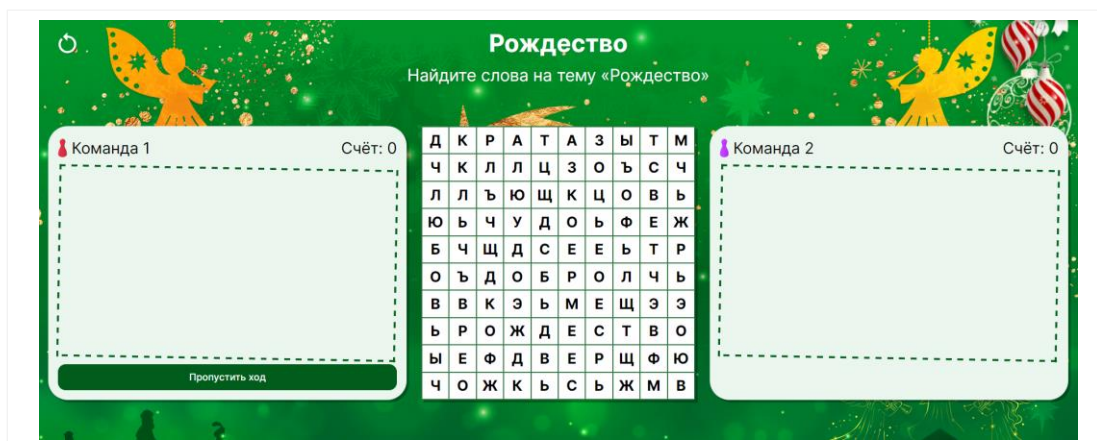 Рождество
Найдите слова на тему «Рождество»
Команда 1 Счёт: 0
Д К Р А Т А З Ы Т М
Ч К Л Л Ц З О Ъ С Ч
Л Л Ъ Ю Щ К Ц О В Ь
Ю Ь Ч У Д О Ь Ф Е Ж
Б Ч Щ Д С Е Е Ь Т Р
О Ъ Д О Б Р О Л Ч Ь
В В К Э Ь М Е Щ Э Э
Ь Р О Ж Д Е С Т В О
Ы Е Ф Д В Е Р Щ Ф Ю
Ч О Ж К Ь С Ь Ж М В
Команда 2 Счёт: 0
Пропустить ход